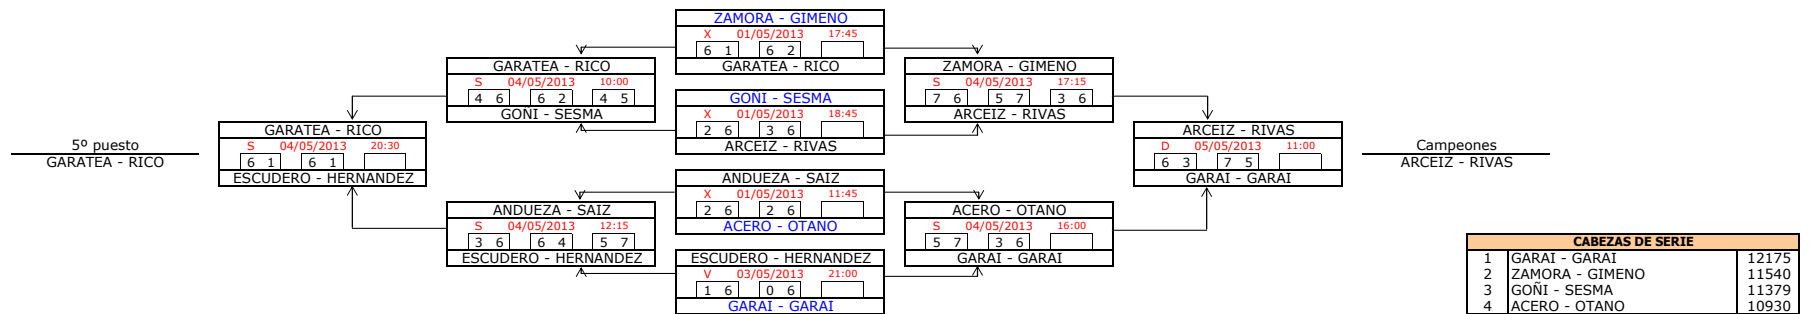 ZAMORA - GIMENO
X 01/05/2013 17:45
6 1 6 2
GARATEA - RICO
GARATEA - RICO
S 04/05/2013 10:00
4 6 6 2 4 5
GOÑI - SESMA
ZAMORA - GIMENO
S 04/05/2013 17:15
7 6 5 7 3 6
ARCEIZ - RIVAS
GOÑI - SESMA
X 01/05/2013 18:45
2 6 3 6
ARCEIZ - RIVAS
5º puesto
GARATEA - RICO
GARATEA - RICO
S 04/05/2013 20:30
6 1 6 1
ESCUDERO - HERNANDEZ
ARCEIZ - RIVAS
D 05/05/2013 11:00
6 3 7 5
GARAI - GARAI
Campeones
ARCEIZ - RIVAS
ANDUEZA - SAIZ
X 01/05/2013 11:45
2 6 2 6
ACERO - OTANO
ANDUEZA - SAIZ
S 04/05/2013 12:15
3 6 6 4 5 7
ESCUDERO - HERNANDEZ
ACERO - OTANO
S 04/05/2013 16:00
5 7 3 6
GARAI - GARAI
ESCUDERO - HERNANDEZ
V 03/05/2013 21:00
1 6 0 6
GARAI - GARAI
CABEZAS DE SERIE
1 GARAI - GARAI 12175
2 ZAMORA - GIMENO 11540
3 GOÑI - SESMA 11379
4 ACERO - OTANO 10930